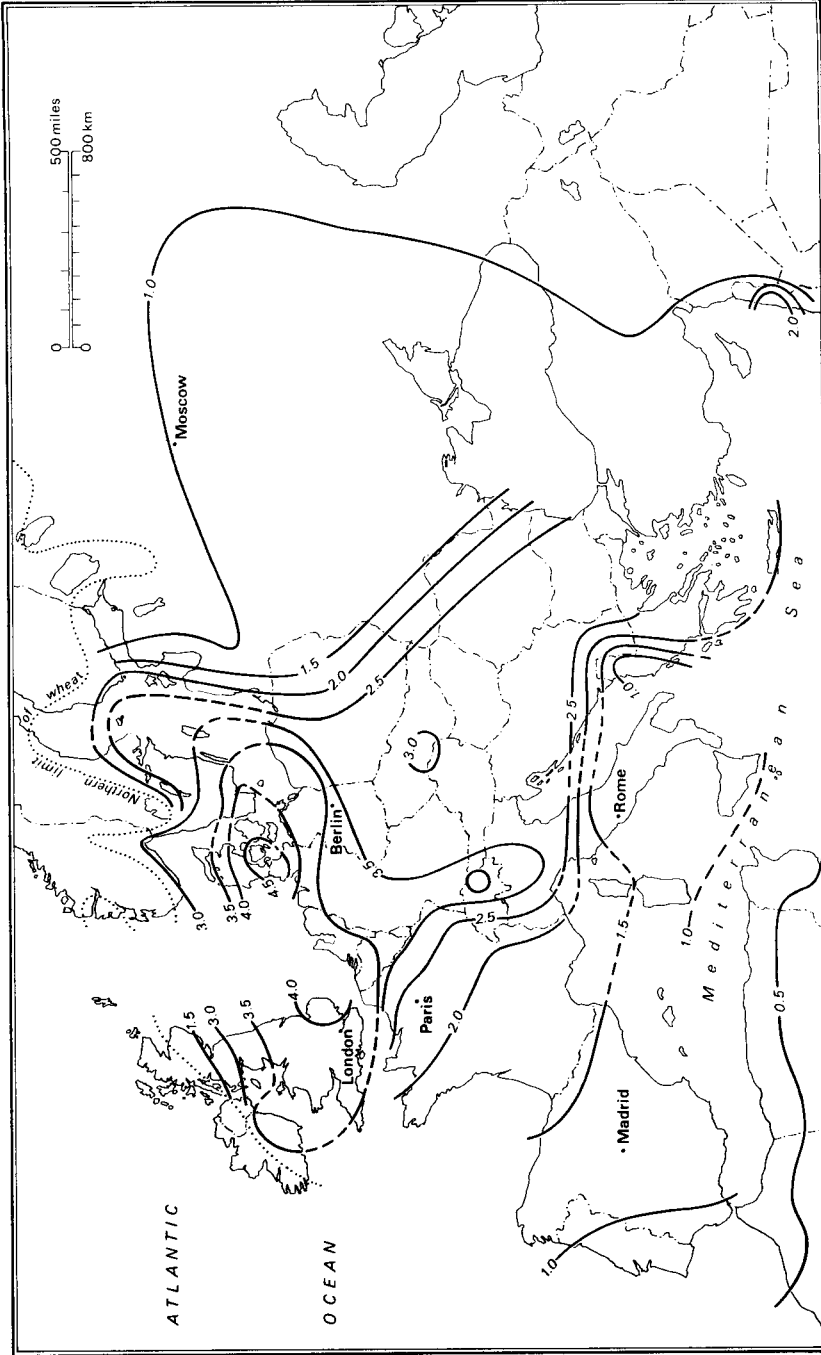 0 500 miles
0 800 km
ATLANTIC
OCEAN
Northern limit of wheat
1.0
Moscow
1.5
3.0
3.5
4.0
London
3.0
3.5
4.0
4.5
Berlin
3.5
1.5
2.0
2.5
3.0
Paris
2.0
2.5
2.5
1.0
Rome
1.5
Madrid
1.0
1.0
0.5
2.0
Mediterranean
Sea